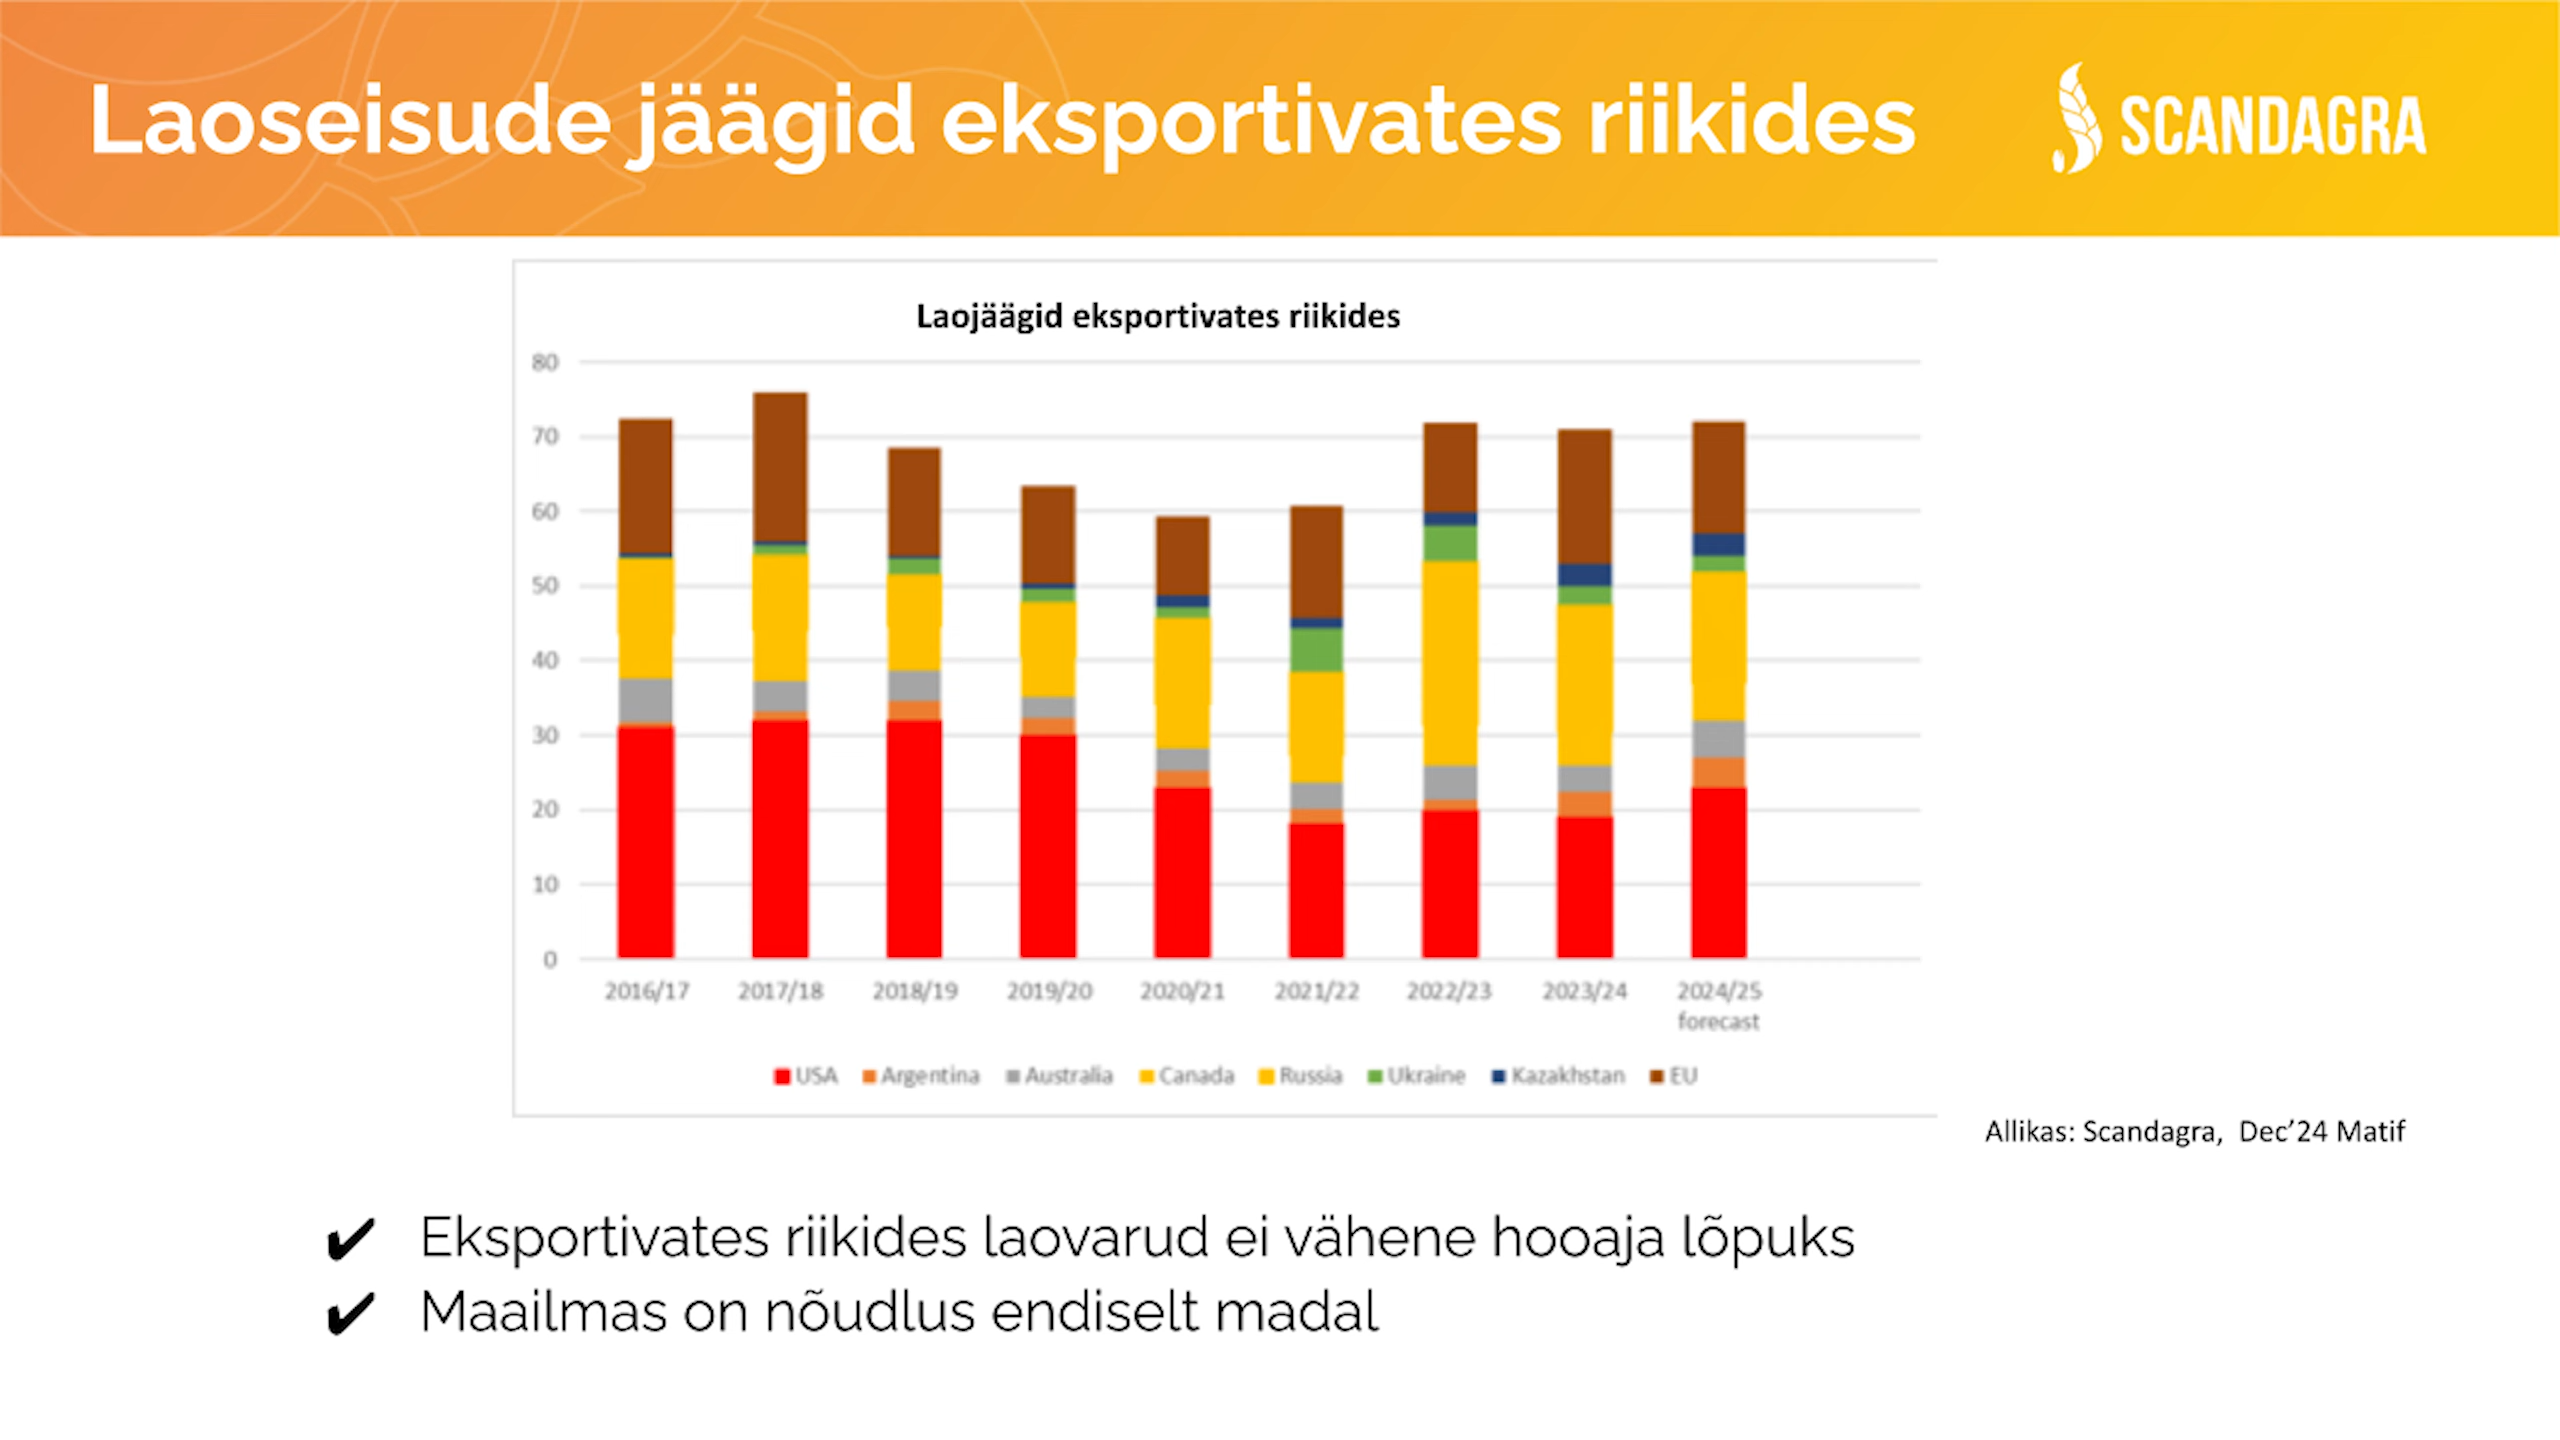 Laoseisude jäägid eksportivates riikides
SCANDAGRA
Laojäägid eksportivates riikides
80
70
60
50
40
30
20
10
0
2016/17 2017/18 2018/19 2019/20 2020/21 2021/22 2022/23 2023/24 2024/25
forecast
USA Argentina Australia Canada Russia Ukraine Kazakhstan EU
Allikas: Scandagra, Dec’24 Matif
✔ Eksportivates riikides laovarud ei vähene hooaja lõpuks
✔ Maailmas on nõudlus endiselt madal